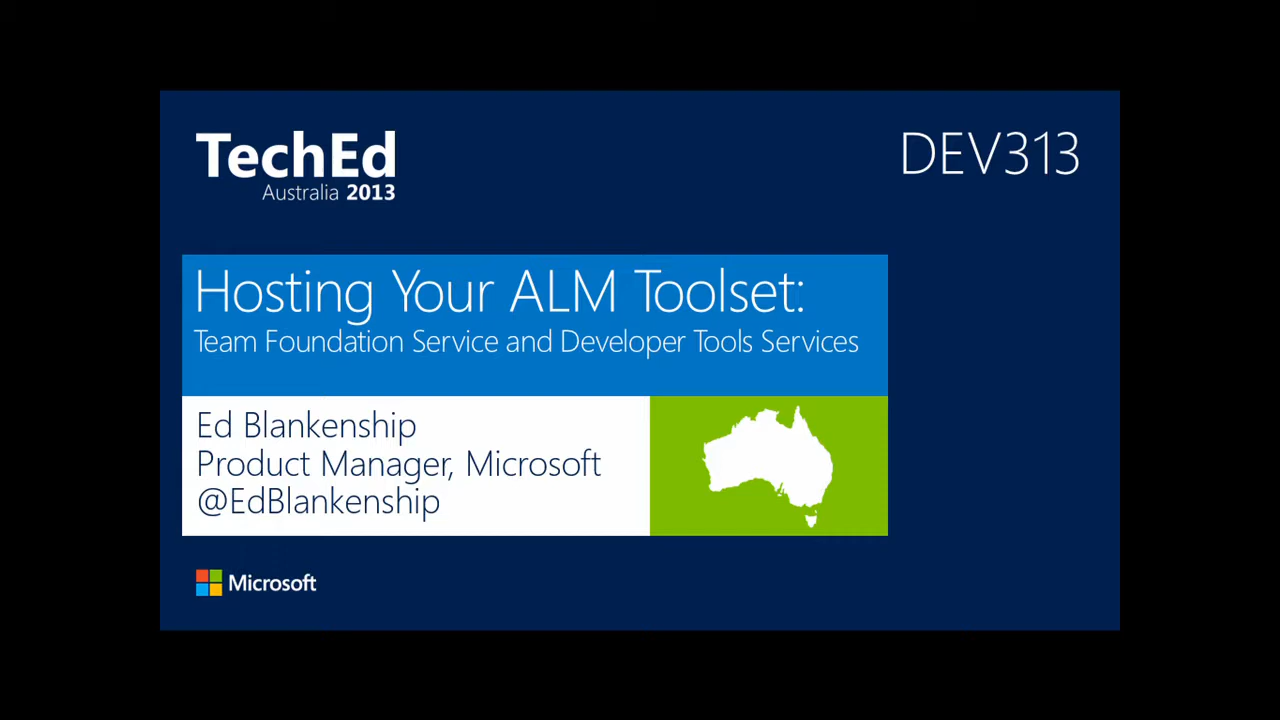 TechEd
Australia 2013
DEV313
Hosting Your ALM Toolset:
Team Foundation Service and Developer Tools Services
Ed Blankenship
Product Manager, Microsoft
@EdBlankenship
Microsoft